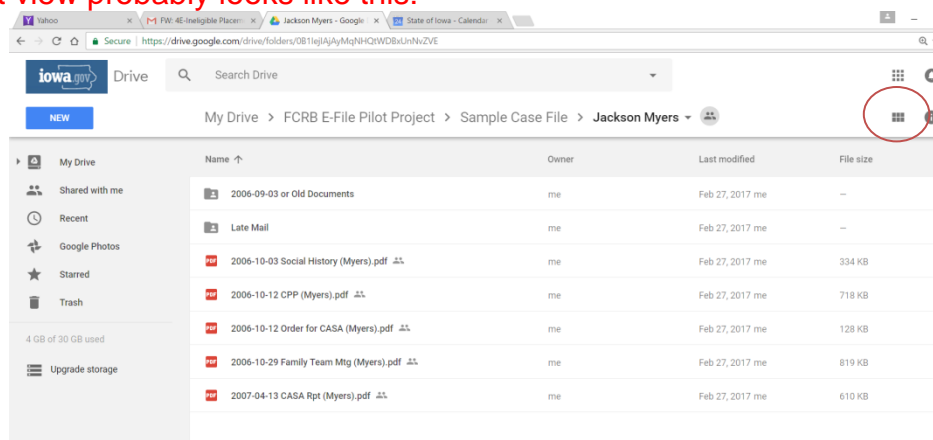 t view probably looks like this:
Yahoo FW: 4E-Ineligible Placem Jackson Myers - Google State of Iowa - Calendar
Secure https://drive.google.com/drive/folders/0B1IejIAjAyMqNHQtWDBxUnNvZVE
iowa.gov Drive Search Drive
NEW My Drive > FCRB E-File Pilot Project > Sample Case File > Jackson Myers
Name Owner Last modified File size
My Drive
2006-09-03 or Old Documents me Feb 27, 2017 me –
Shared with me
Late Mail me Feb 27, 2017 me –
Recent
Google Photos
2006-10-03 Social History (Myers).pdf me Feb 27, 2017 me 334 KB
Starred
2006-10-12 CPP (Myers).pdf me Feb 27, 2017 me 718 KB
Trash
2006-10-12 Order for CASA (Myers).pdf me Feb 27, 2017 me 128 KB
4 GB of 30 GB used
2006-10-29 Family Team Mtg (Myers).pdf me Feb 27, 2017 me 819 KB
Upgrade storage
2007-04-13 CASA Rpt (Myers).pdf me Feb 27, 2017 me 610 KB